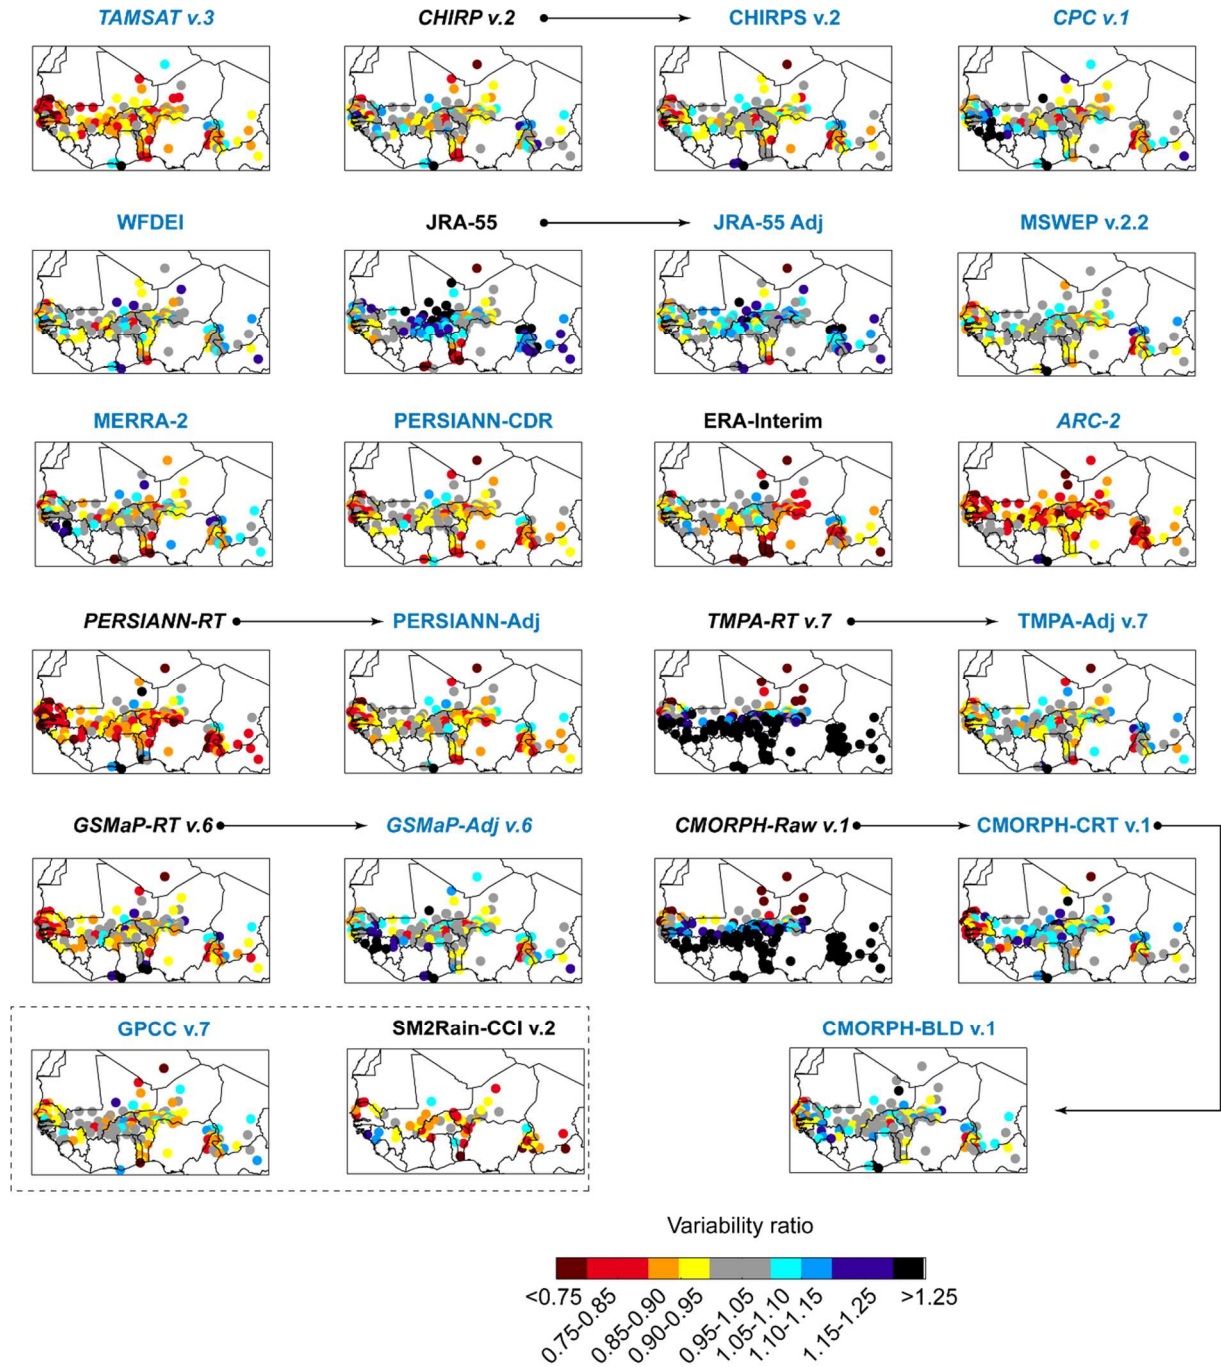 TAMSAT v.3
CHIRP v.2
CHIRPS v.2
CPC v.1
WFDEI
JRA-55
JRA-55 Adj
MSWEP v.2.2
MERRA-2
PERSIANN-CDR
ERA-Interim
ARC-2
PERSIANN-RT
PERSIANN-Adj
TMPA-RT v.7
TMPA-Adj v.7
GSMaP-RT v.6
GSMaP-Adj v.6
CMORPH-Raw v.1
CMORPH-CRT v.1
GPCC v.7
SM2Rain-CCI v.2
CMORPH-BLD v.1
Variability ratio
<0.75
0.75-0.85
0.85-0.90
0.90-0.95
0.95-1.05
1.05-1.10
1.10-1.15
1.15-1.25
>1.25